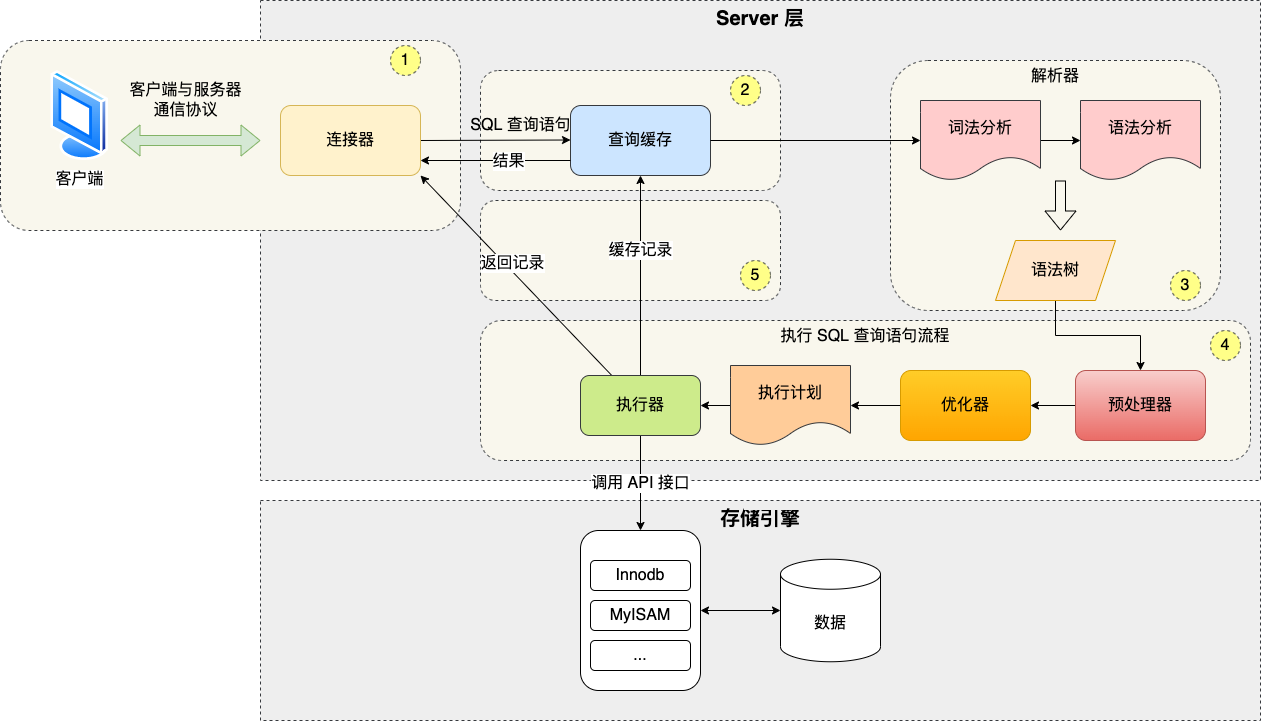 Server 层
1
客户端与服务器
通信协议
客户端
连接器
SQL 查询语句
结果
2
查询缓存
解析器
词法分析
语法分析
语法树
3
返回记录
缓存记录
5
执行 SQL 查询语句流程
4
执行器
执行计划
优化器
预处理器
调用 API 接口
存储引擎
Innodb
MyISAM
...
数据